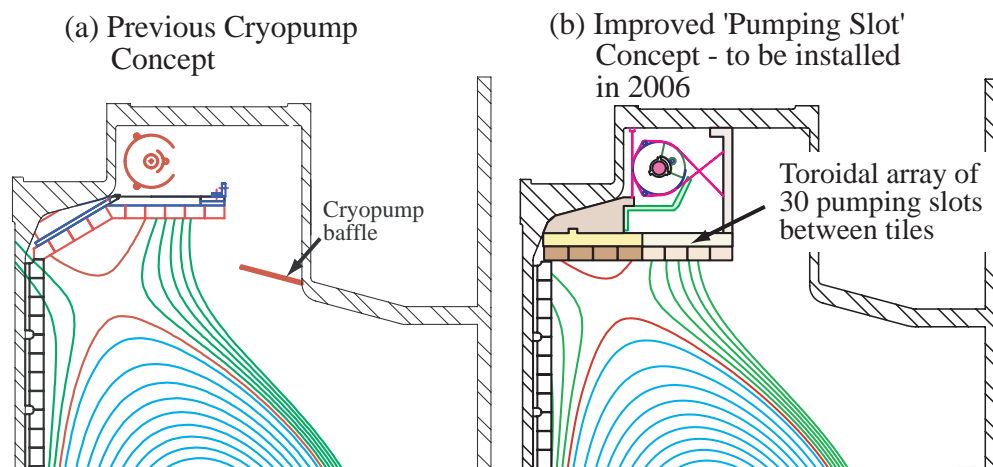 (a) Previous Cryopump
Concept
Cryopump
baffle
(b) Improved 'Pumping Slot'
Concept - to be installed
in 2006
Toroidal array of
30 pumping slots
between tiles